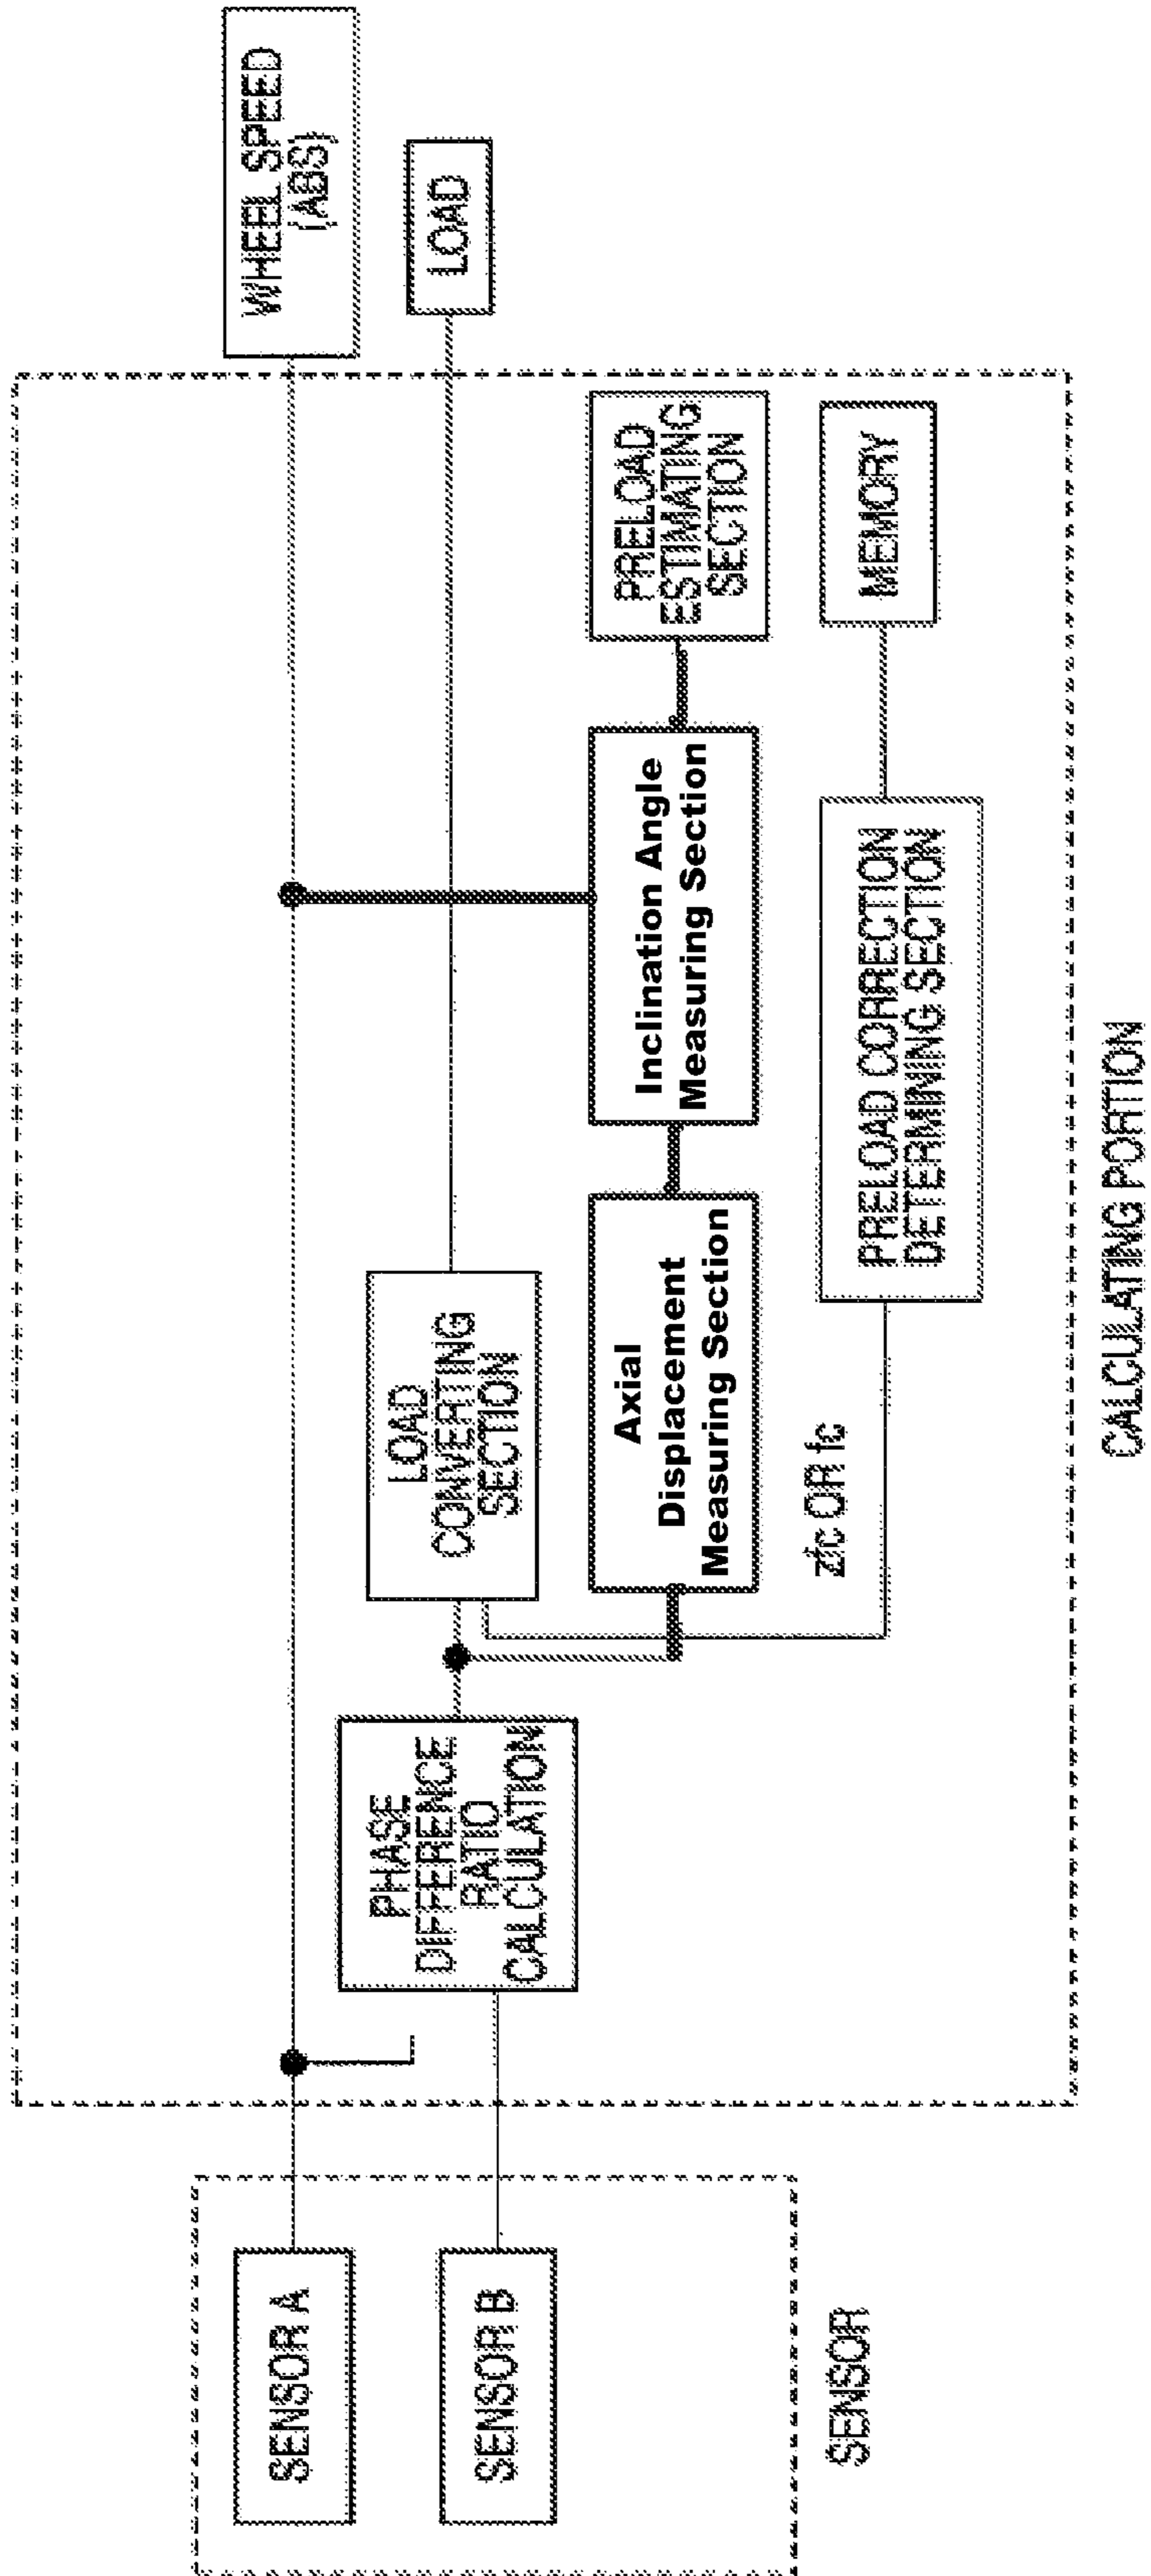 SENSOR A
SENSOR B
SENSOR
PHASE
DIFFERENCE
RATIO
CALCULATION
LOAD
CONVERTING
SECTION
Axial
Displacement
Measuring Section
zfc OR fc
Inclination Angle
Measuring Section
PRELOAD
ESTIMATING
SECTION
PRELOAD CORRECTION
DETERMINING SECTION
MEMORY
WHEEL SPEED
(ABS)
LOAD
CALCULATING PORTION